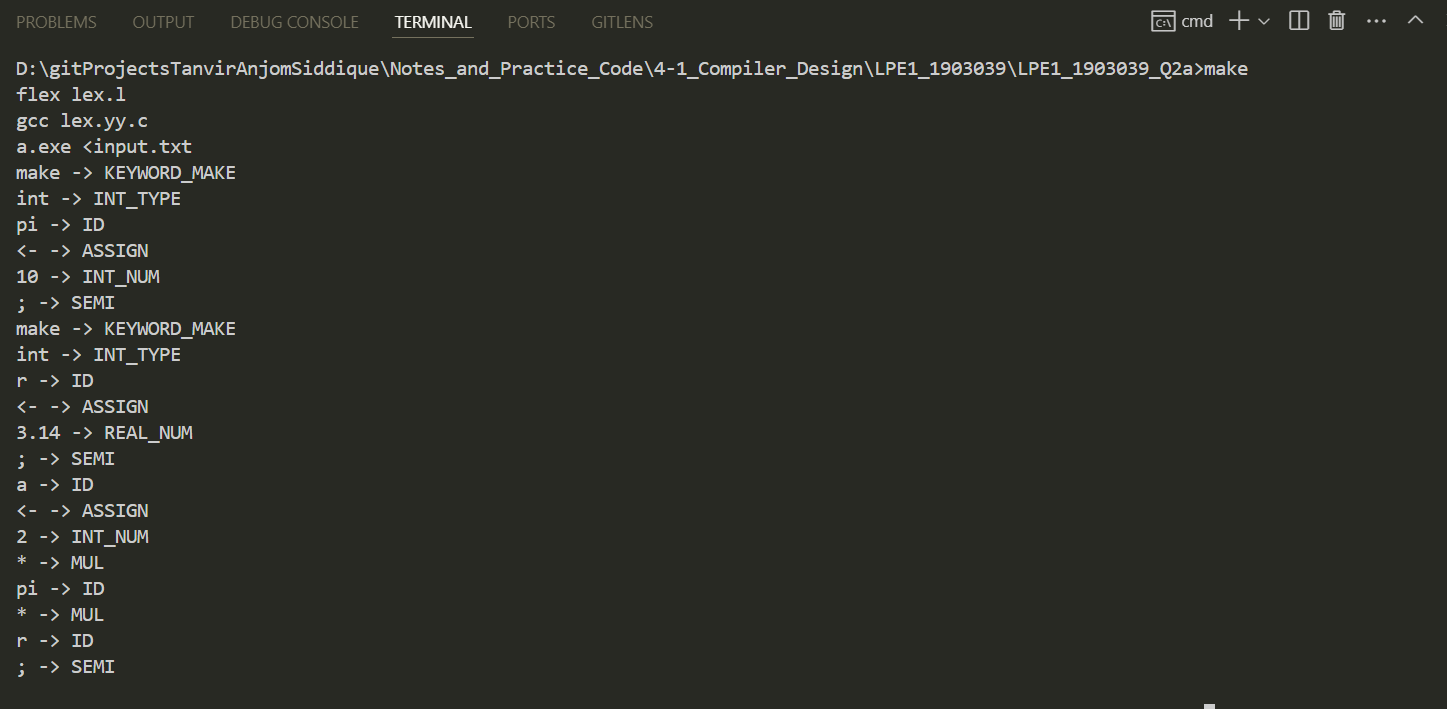 PROBLEMS OUTPUT DEBUG CONSOLE TERMINAL PORTS GITLENS cmd
D:\gitProjectsTanvirAnjomSiddique\Notes_and_Practice_Code\4-1_Compiler_Design\LPE1_1903039\LPE1_1903039_Q2a>make
flex lex.l
gcc lex.yy.c
a.exe <input.txt
make -> KEYWORD_MAKE
int -> INT_TYPE
pi -> ID
<- -> ASSIGN
10 -> INT_NUM
; -> SEMI
make -> KEYWORD_MAKE
int -> INT_TYPE
r -> ID
<- -> ASSIGN
3.14 -> REAL_NUM
; -> SEMI
a -> ID
<- -> ASSIGN
2 -> INT_NUM
* -> MUL
pi -> ID
* -> MUL
r -> ID
; -> SEMI